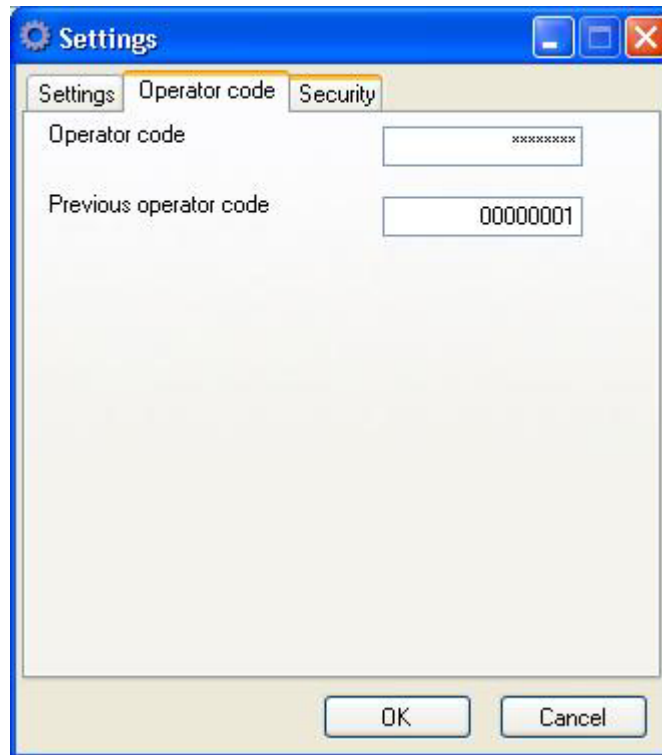 Settings
Settings Operator code Security
Operator code ********
Previous operator code 00000001
OK Cancel